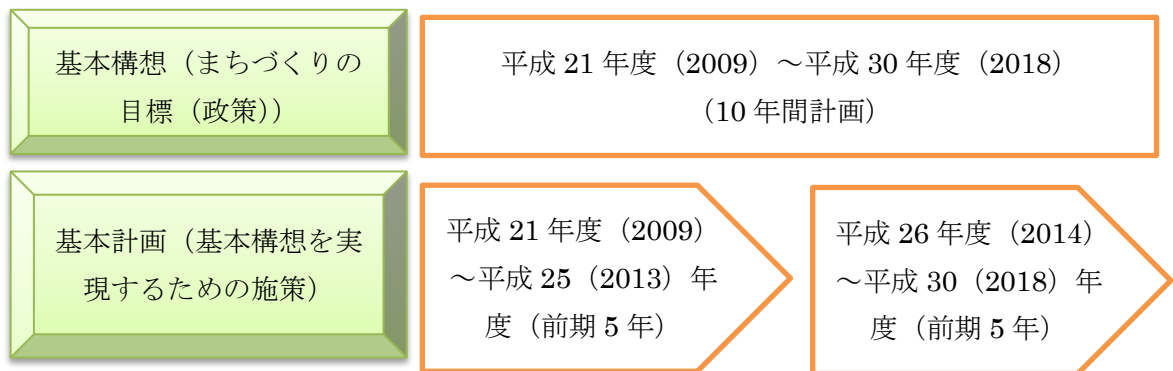 基本構想（まちづくりの
目標（政策））
平成 21 年度（2009）～平成 30 年度（2018）
（10 年間計画）
基本計画（基本構想を実
現するための施策）
平成 21 年度（2009）
～平成 25（2013）年
度（前期 5 年）
平成 26 年度（2014）
～平成 30（2018）年
度（前期 5 年）